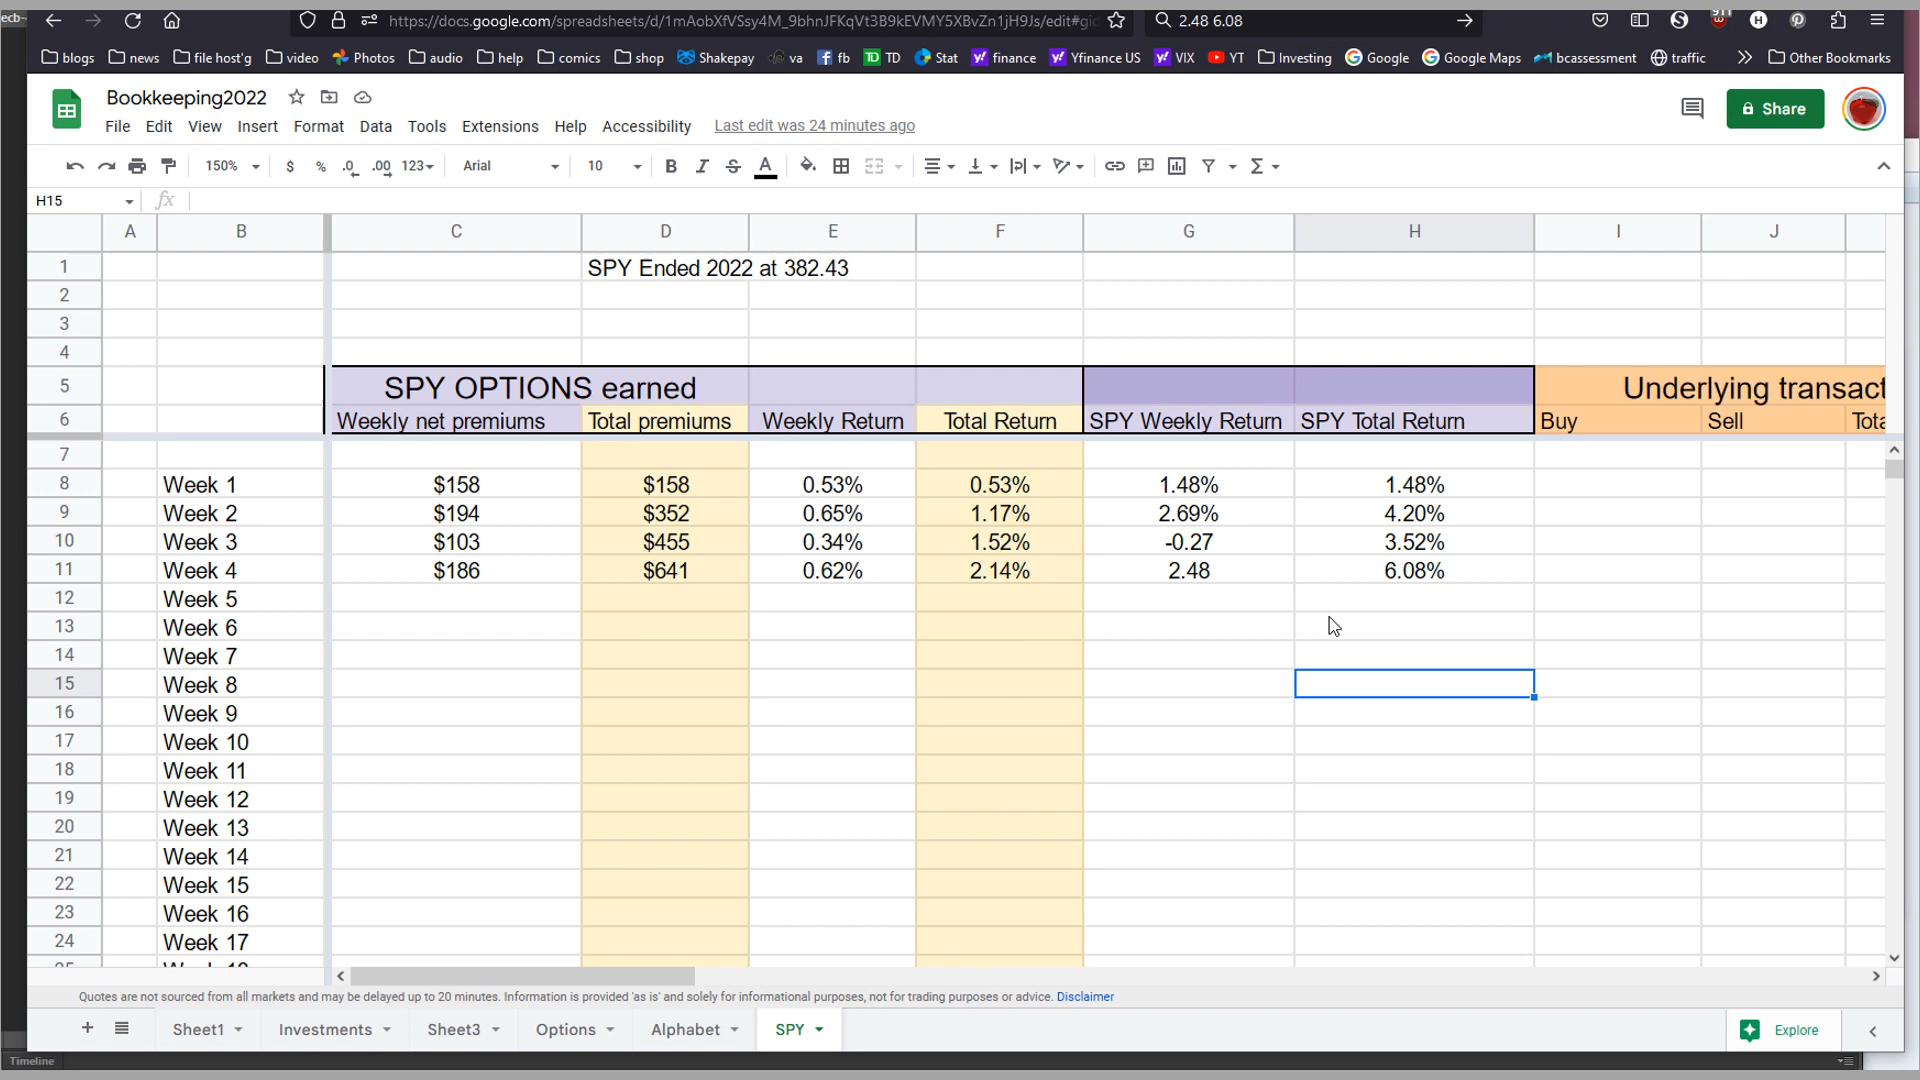 https://docs.google.com/spreadsheets/d/1mAobXfVSsy4M_9bhnJFKqVt3B9kEVMY5XBvZn1jH9Js/edit#gi
2.48 6.08
blogs news file host'g video Photos audio help comics shop Shakepay va fb TD TD Stat finance Yfinance US VIX YT Investing Google Google Maps bcassessment traffic Other Bookmarks
Bookkeeping2022
Share
File Edit View Insert Format Data Tools Extensions Help Accessibility Last edit was 24 minutes ago
150% $ % .0 .00 123 Arial 10 B I S A
H15 fx
A B C D E F G H I J
1 SPY Ended 2022 at 382.43
2
3
4
5 SPY OPTIONS earned Underlying transact
6 Weekly net premiums Total premiums Weekly Return Total Return SPY Weekly Return SPY Total Return Buy Sell Tota
7
8 Week 1 $158 $158 0.53% 0.53% 1.48% 1.48%
9 Week 2 $194 $352 0.65% 1.17% 2.69% 4.20%
10 Week 3 $103 $455 0.34% 1.52% -0.27 3.52%
11 Week 4 $186 $641 0.62% 2.14% 2.48 6.08%
12 Week 5
13 Week 6
14 Week 7
15 Week 8
16 Week 9
17 Week 10
18 Week 11
19 Week 12
20 Week 13
21 Week 14
22 Week 15
23 Week 16
24 Week 17
Quotes are not sourced from all markets and may be delayed up to 20 minutes. Information is provided 'as is' and solely for informational purposes, not for trading purposes or advice. Disclaimer
Sheet1 Investments Sheet3 Options Alphabet SPY Explore
Timeline